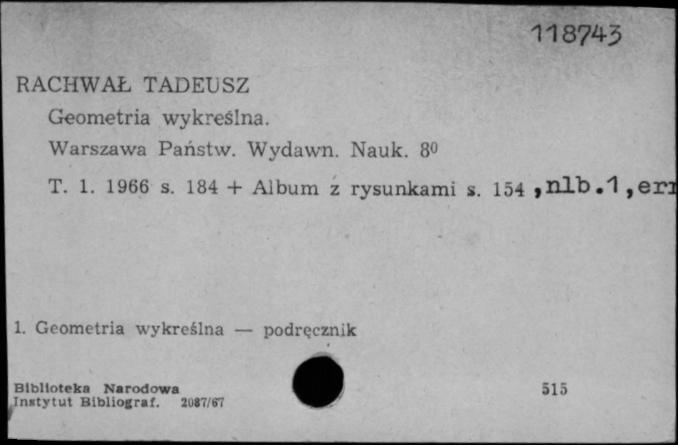 118743
RACHWAŁ TADEUSZ
Geometria wykreślna.
Warszawa Państw. Wydawn. Nauk. 8⁰
T. 1. 1966 s. 184 + Album z rysunkami s. 154 ,nlb.1,err
1. Geometria wykreślna — podręcznik
Biblioteka Narodowa 515
Instytut Bibliograf. 2087/67